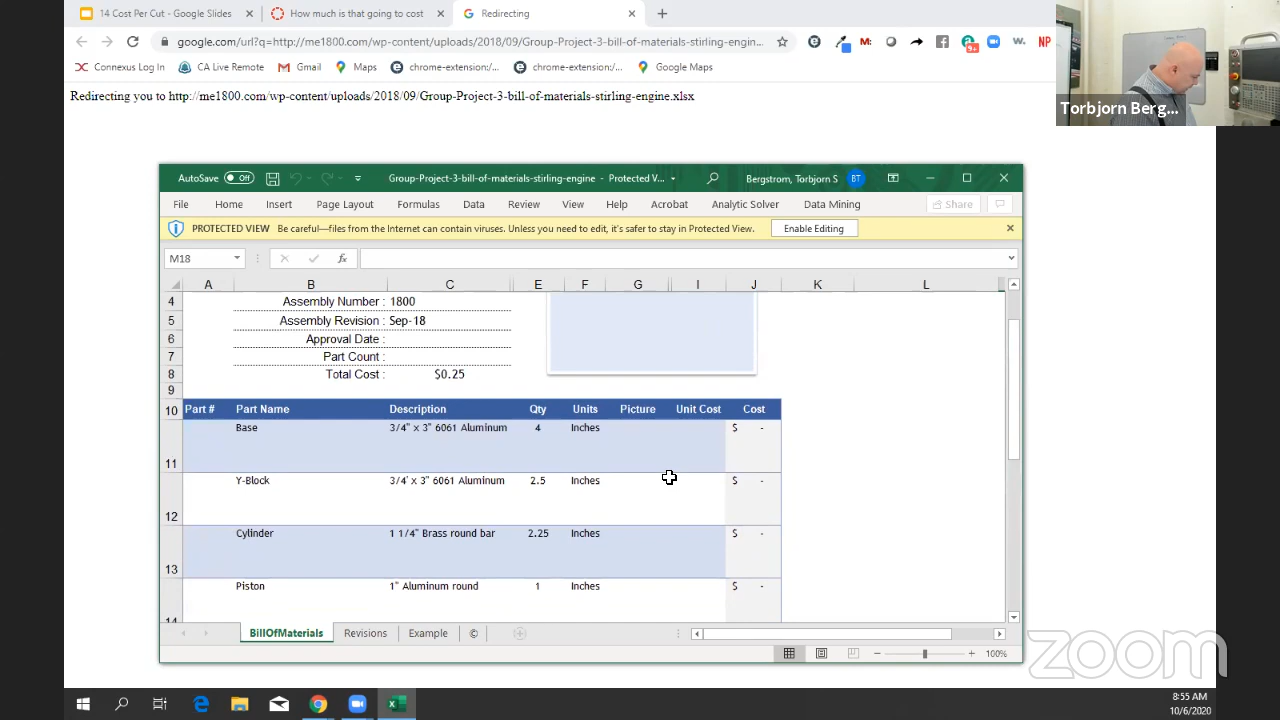 14 Cost Per Cut - Google Slides
How much is that going to cost
Redirecting
google.com/url?q=http://me1800.com/wp-content/uploads/2018/09/Group-Project-3-bill-of-materials-stirling-engin...
M:
9+
W.
NP
Connexus Log In
CA Live Remote
Gmail
Maps
chrome-extension:/...
chrome-extension:/...
Google Maps
Redirecting you to http://me1800.com/wp-content/uploads/2018/09/Group-Project-3-bill-of-materials-stirling-engine.xlsx
Torbjorn Berg...
AutoSave Off
Group-Project-3-bill-of-materials-stirling-engine - Protected V...
Bergstrom, Torbjorn S BT
File Home Insert Page Layout Formulas Data Review View Help Acrobat Analytic Solver Data Mining Share
PROTECTED VIEW Be careful—files from the Internet can contain viruses. Unless you need to edit, it's safer to stay in Protected View. Enable Editing
M18 fx
A B C E F G I J K L
4 Assembly Number : 1800
5 Assembly Revision : Sep-18
6 Approval Date :
7 Part Count :
8 Total Cost : $0.25
9
10 Part # Part Name Description Qty Units Picture Unit Cost Cost
11 Base 3/4" x 3" 6061 Aluminum 4 Inches $ -
12 Y-Block 3/4' x 3" 6061 Aluminum 2.5 Inches $ -
13 Cylinder 1 1/4" Brass round bar 2.25 Inches $ -
14 Piston 1" Aluminum round 1 Inches $ -
BillOfMaterials Revisions Example ©
100%
zoom
8:55 AM
10/6/2020